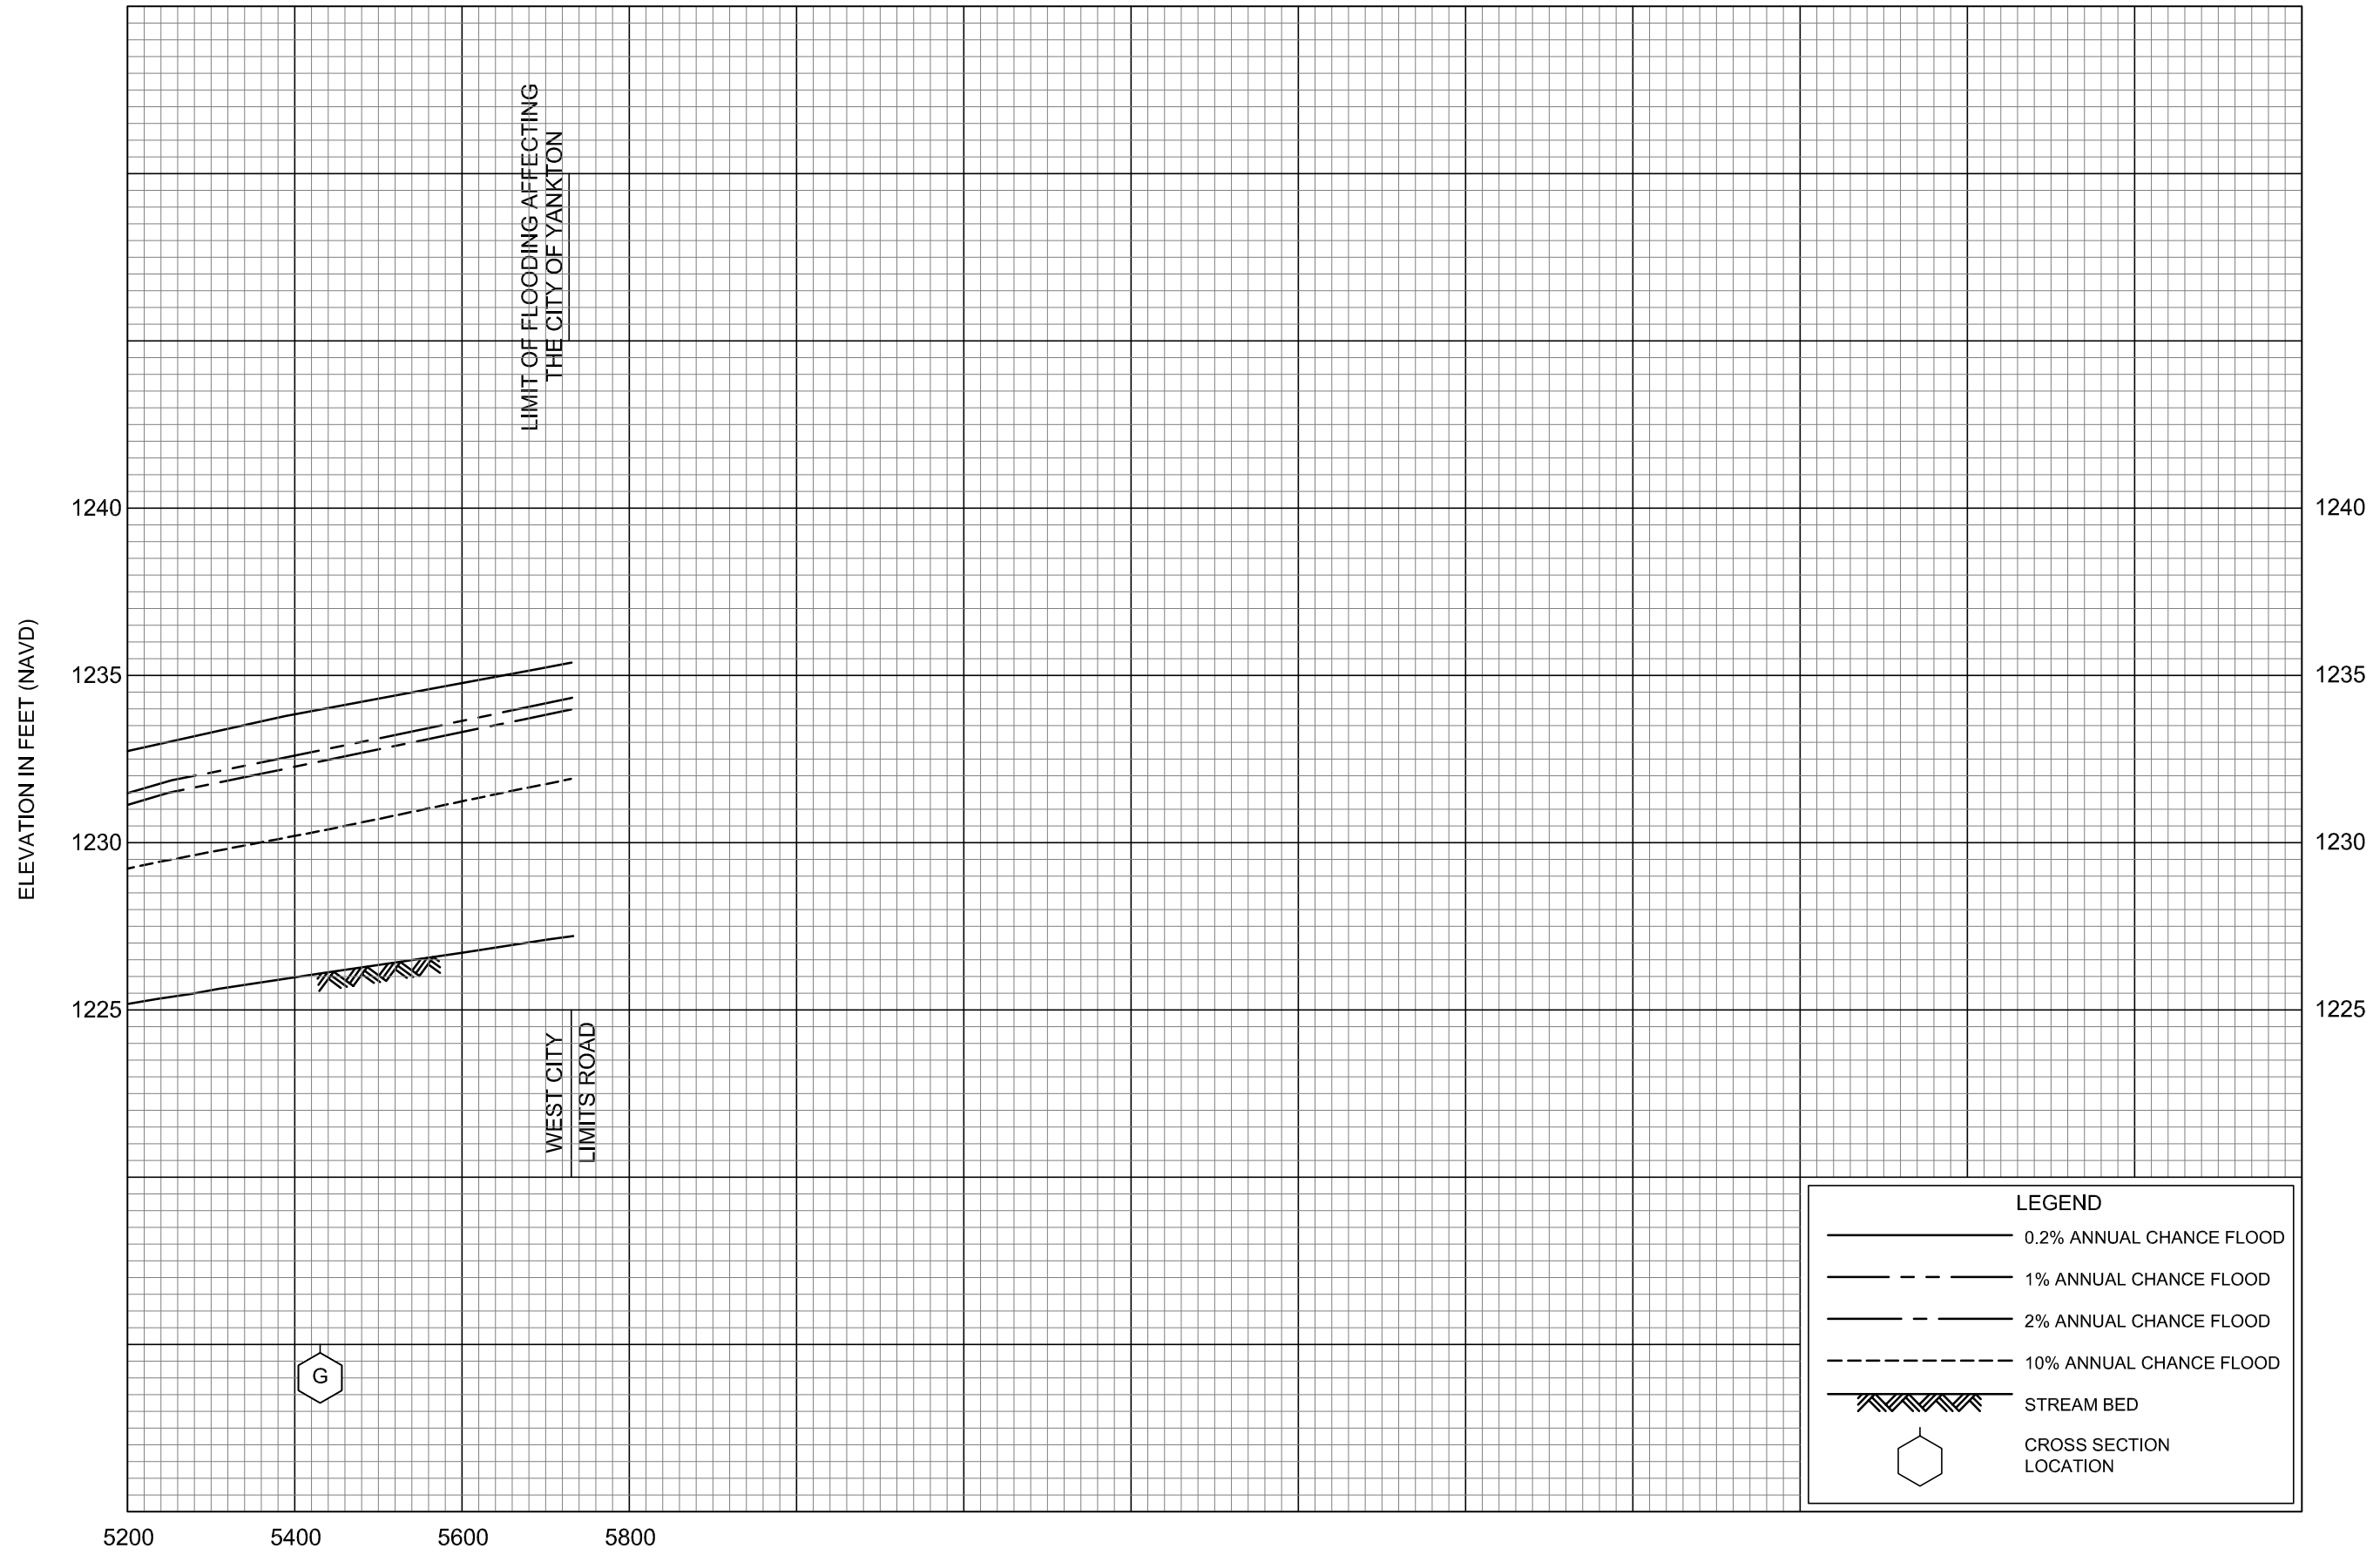 LIMIT OF FLOODING AFFECTING
THE CITY OF YANKTON
1240
1240
ELEVATION IN FEET (NAVD)
1235
1235
1230
1230
1225
1225
WEST CITY
LIMITS ROAD
LEGEND
0.2% ANNUAL CHANCE FLOOD
1% ANNUAL CHANCE FLOOD
2% ANNUAL CHANCE FLOOD
10% ANNUAL CHANCE FLOOD
STREAM BED
CROSS SECTION
LOCATION
G
5200
5400
5600
5800